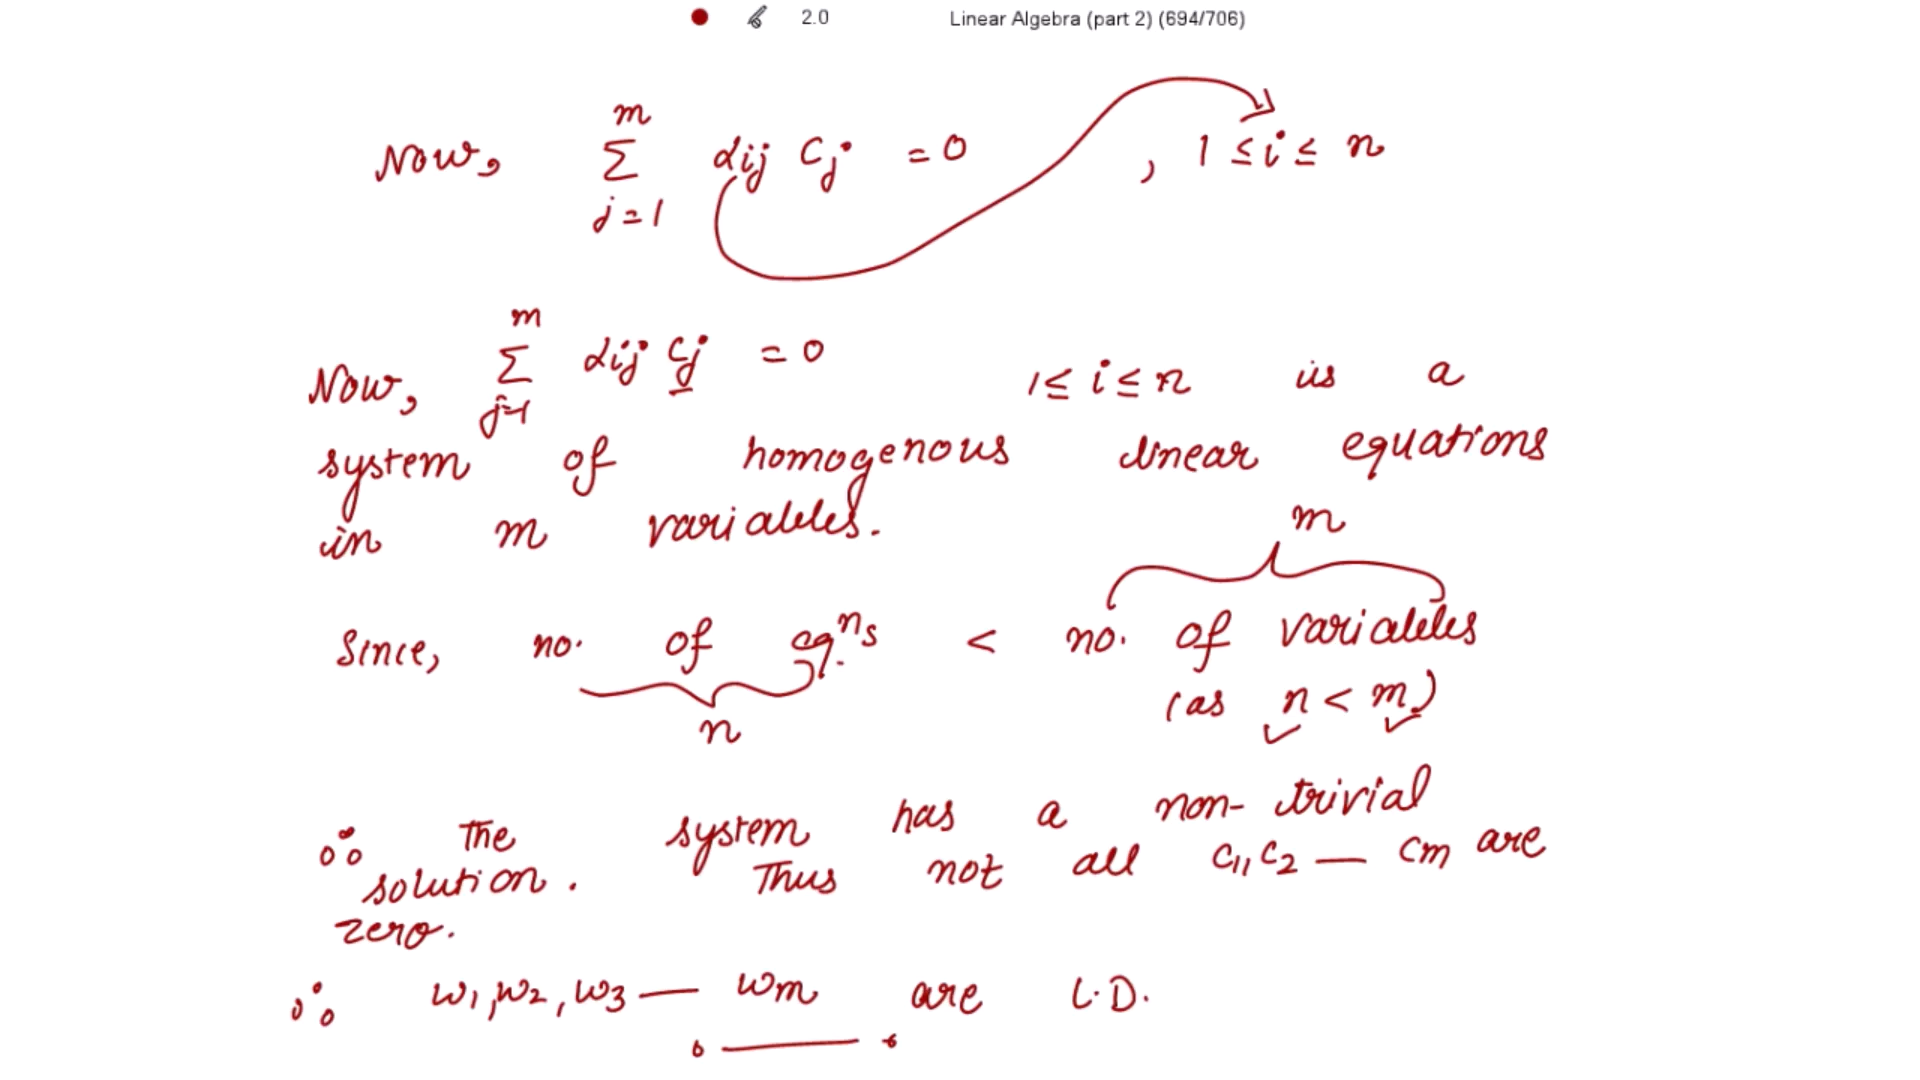 2.0 Linear Algebra (part 2) (694/706)
Now, m∑j=1 αij cj = 0 , 1 ≤ i ≤ n
Now, m∑j=1 αij cj = 0 1 ≤ i ≤ n is a
system of homogenous linear equations
in m variables.
m
Since, no. of eqns < no. of variables
n (as n < m)
∴ The system has a non-trivial
solution. Thus not all c1, c2 — cm are
zero.
∴ w1, w2, w3 — wm are L.D.